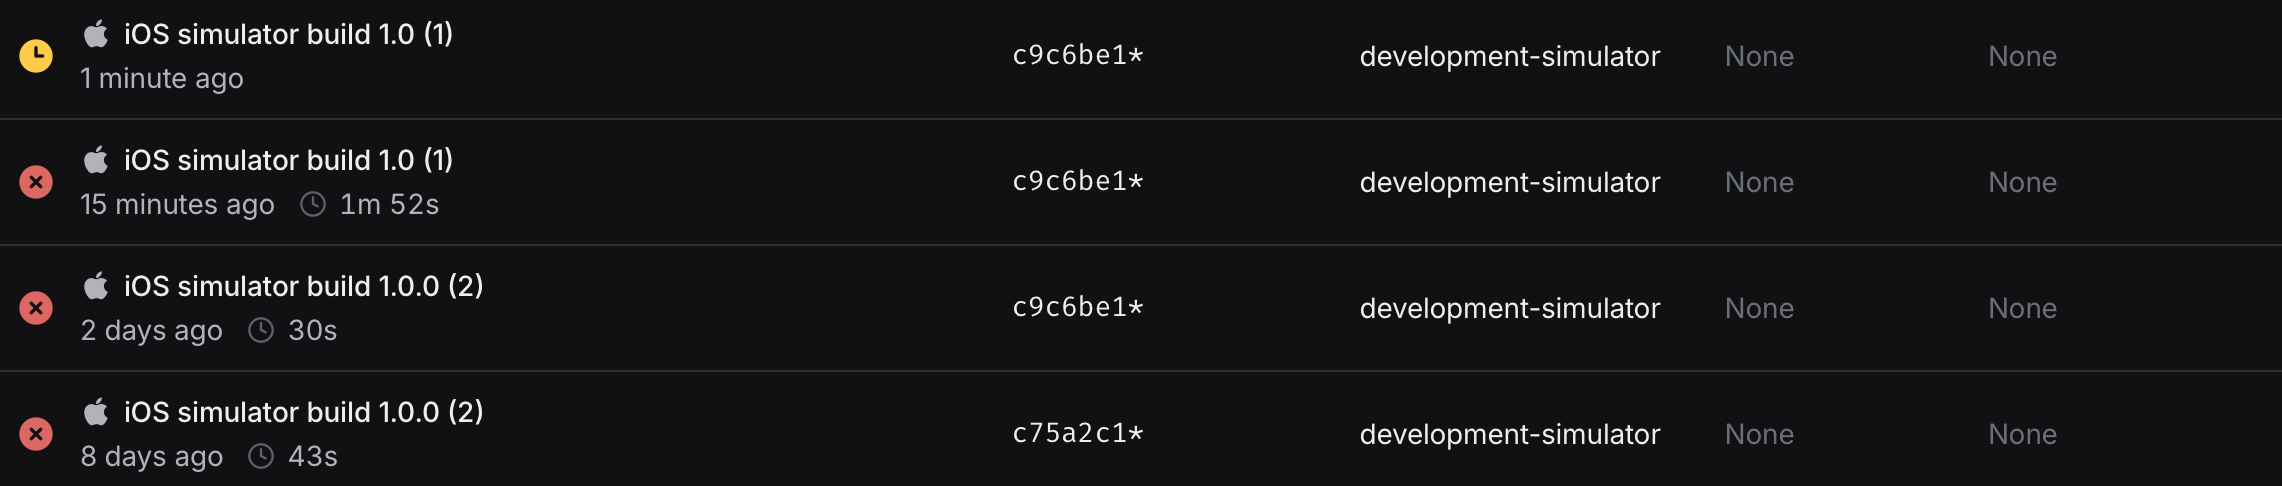 iOS simulator build 1.0 (1)
1 minute ago
c9c6be1*
development-simulator
None
None
iOS simulator build 1.0 (1)
15 minutes ago 1m 52s
c9c6be1*
development-simulator
None
None
iOS simulator build 1.0.0 (2)
2 days ago 30s
c9c6be1*
development-simulator
None
None
iOS simulator build 1.0.0 (2)
8 days ago 43s
c75a2c1*
development-simulator
None
None